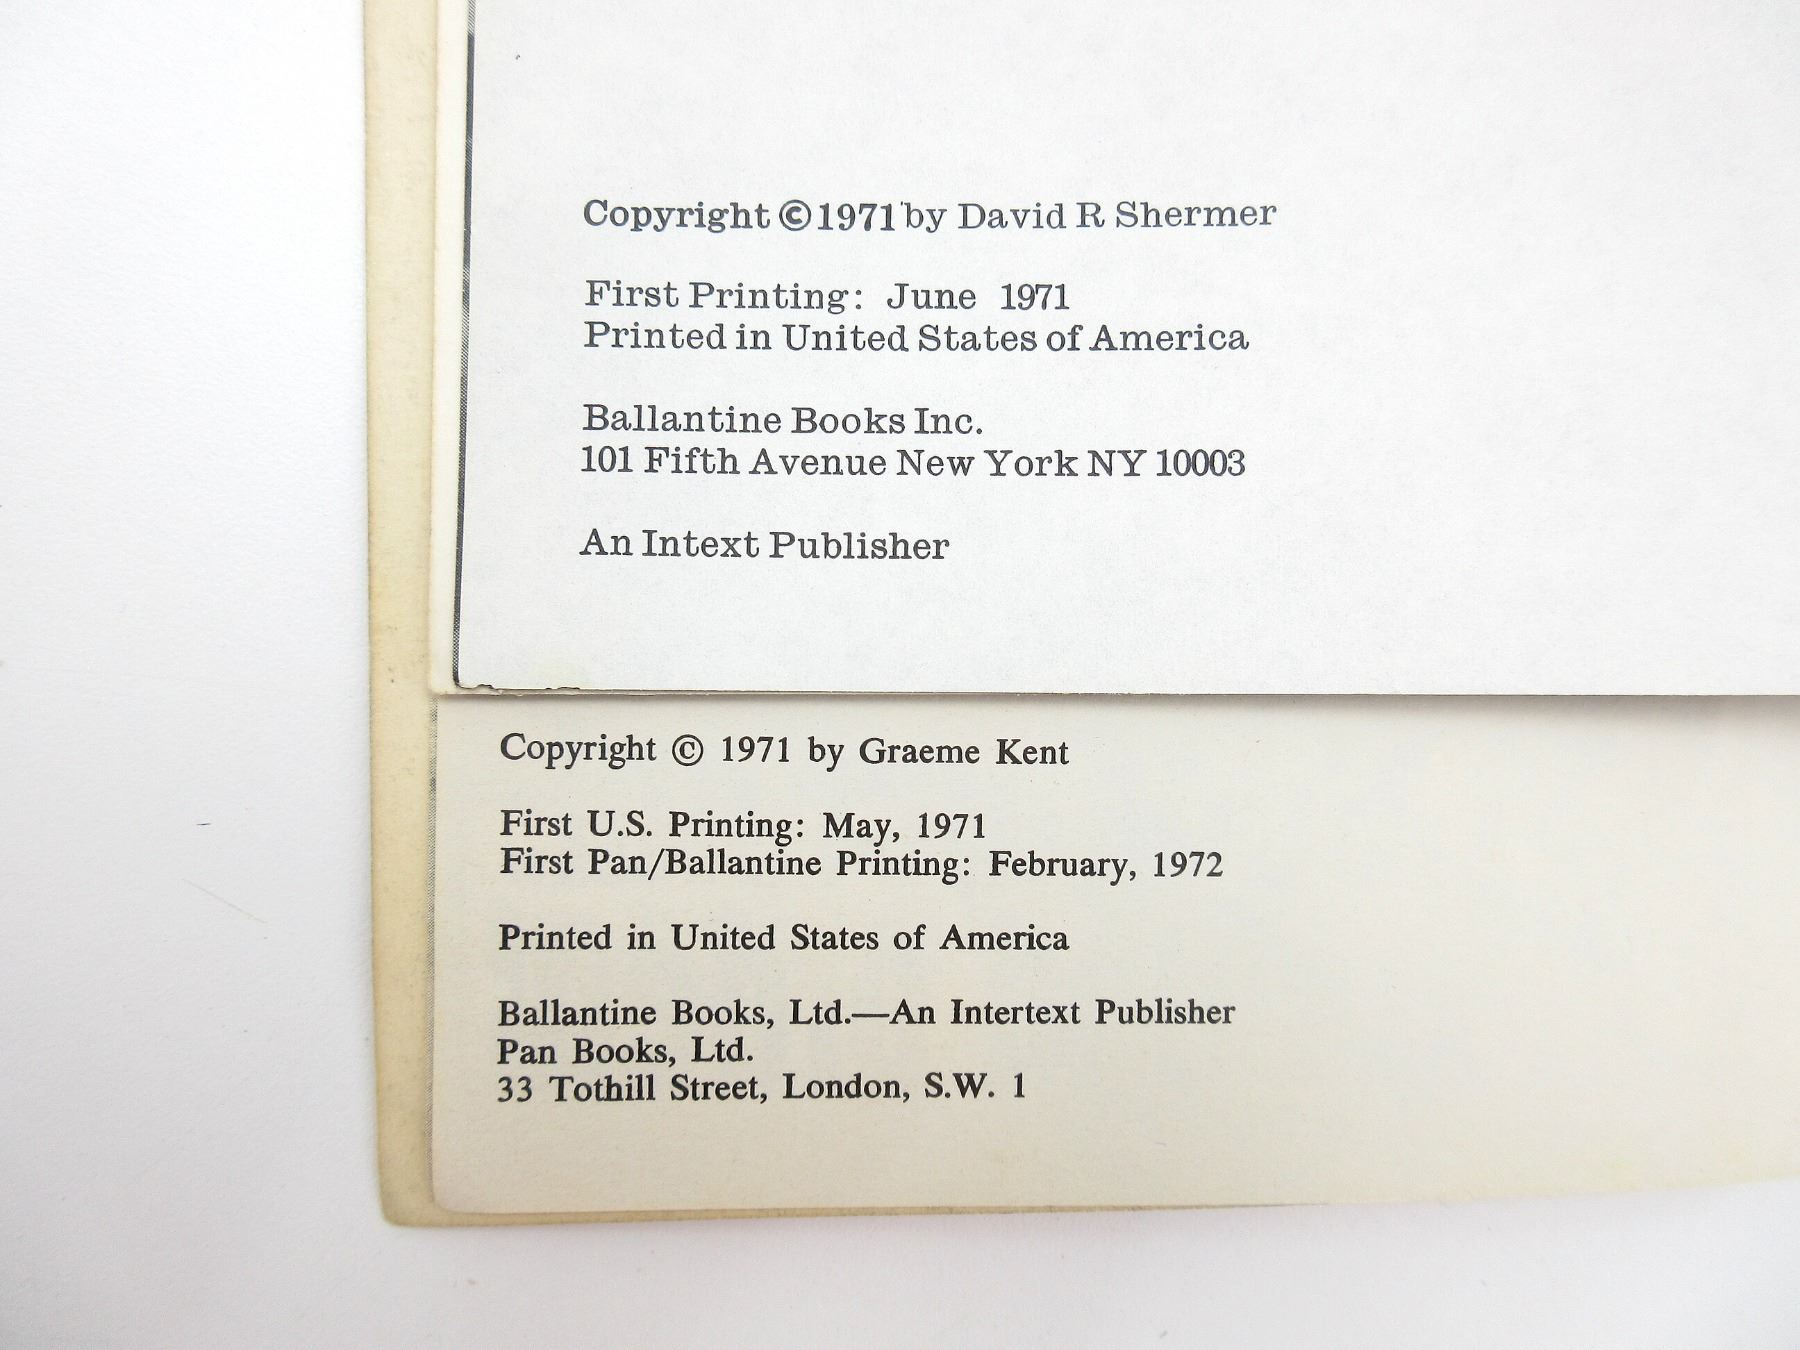 Copyright ©1971 by David R Shermer
First Printing: June 1971
Printed in United States of America
Ballantine Books Inc.
101 Fifth Avenue New York NY 10003
An Intext Publisher
Copyright © 1971 by Graeme Kent
First U.S. Printing: May, 1971
First Pan/Ballantine Printing: February, 1972
Printed in United States of America
Ballantine Books, Ltd.—An Intertext Publisher
Pan Books, Ltd.
33 Tothill Street, London, S.W. 1